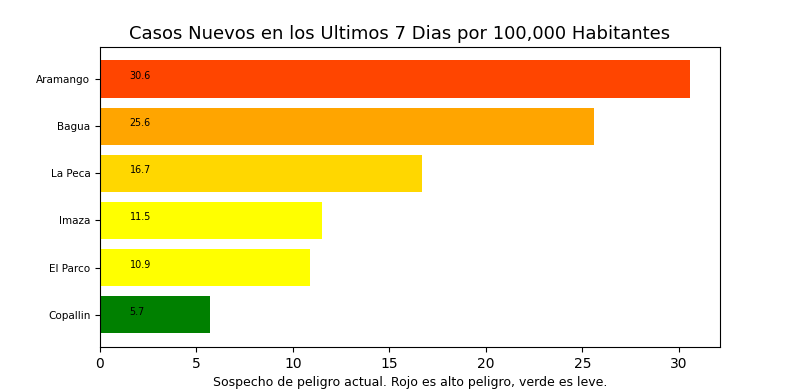 Casos Nuevos en los Ultimos 7 Dias por 100,000 Habitantes
Aramango 30.6
Bagua 25.6
La Peca 16.7
Imaza 11.5
El Parco 10.9
Copallin 5.7
0 5 10 15 20 25 30
Sospecho de peligro actual. Rojo es alto peligro, verde es leve.